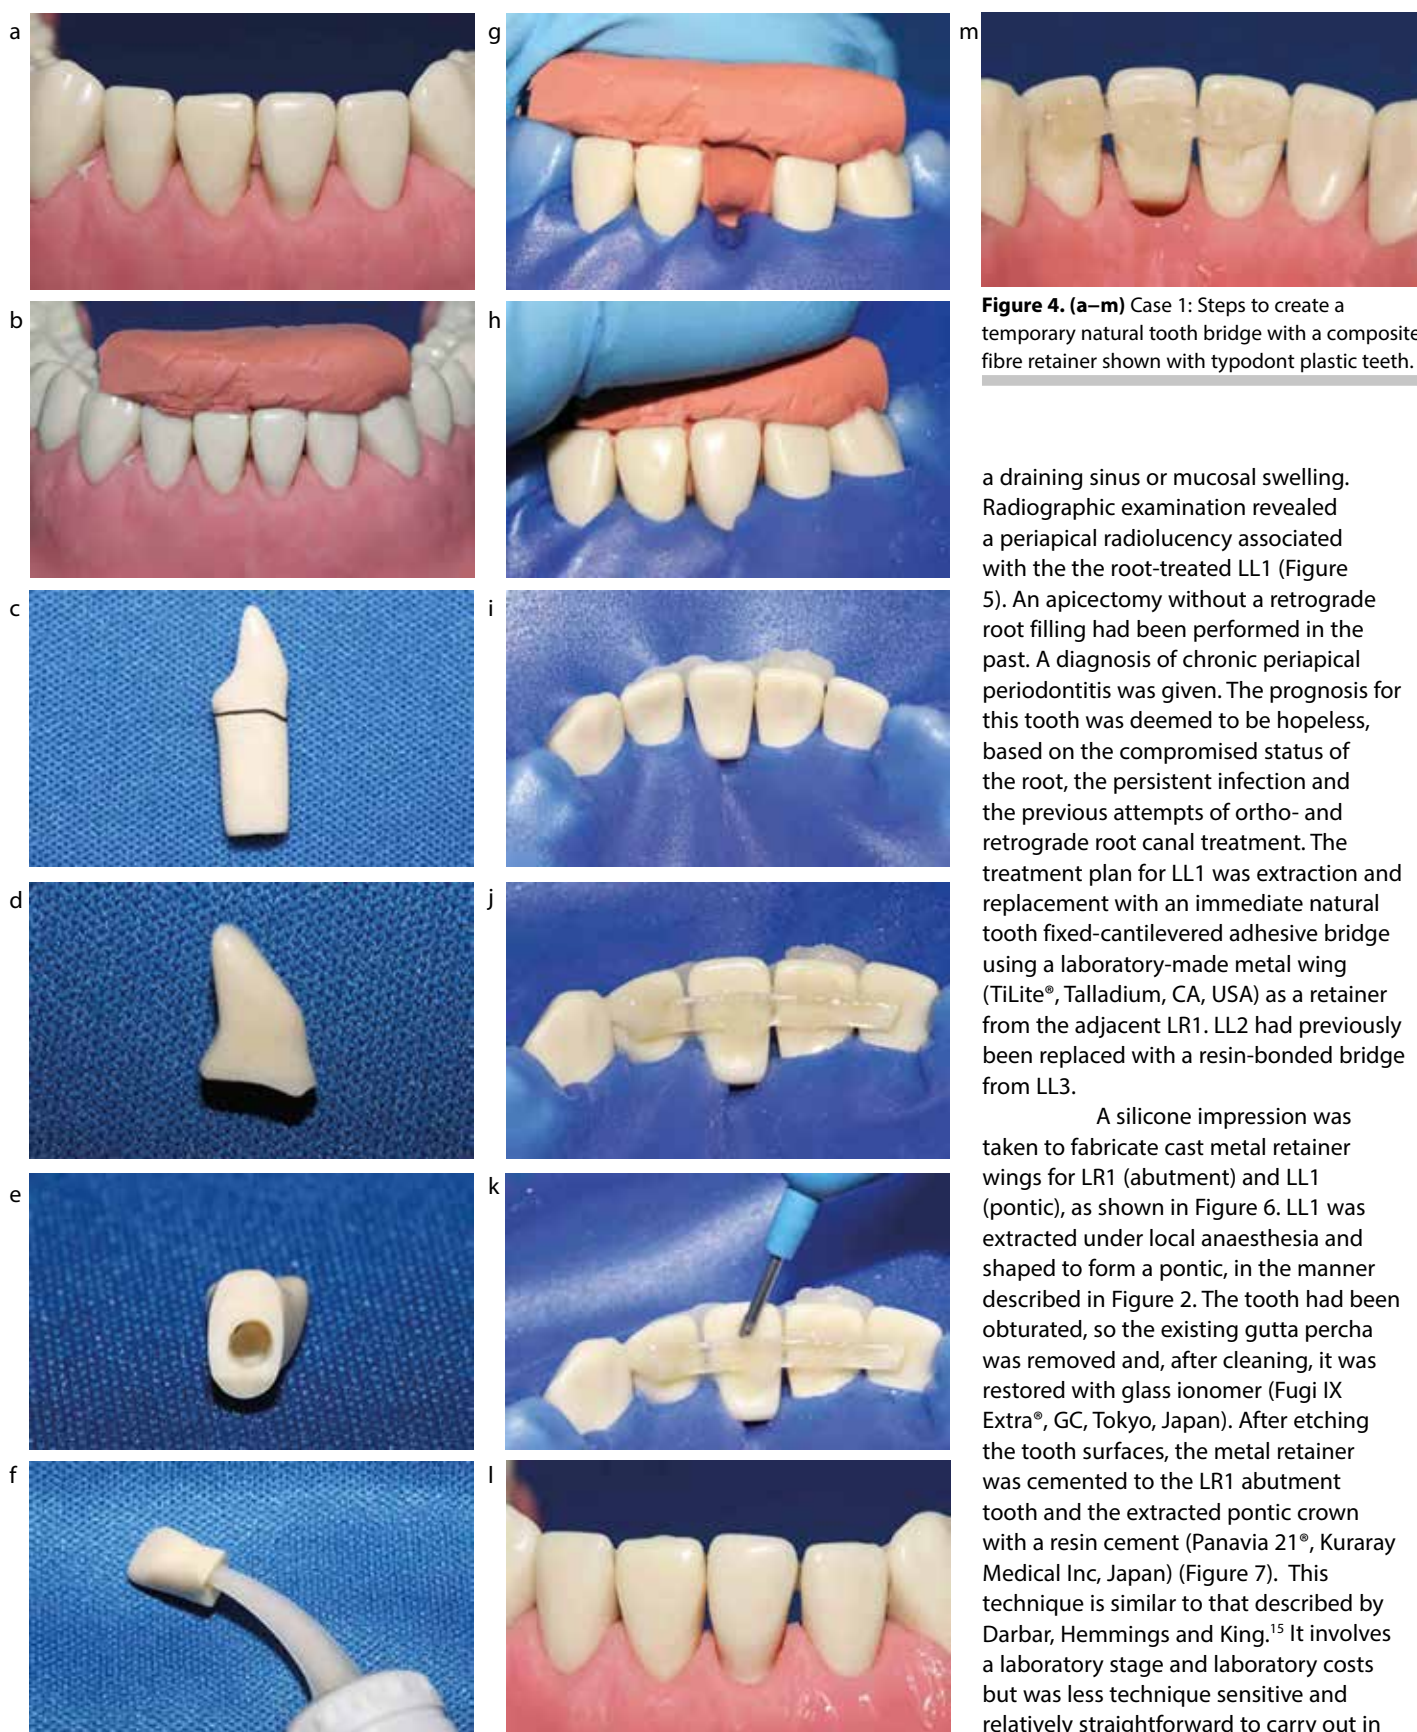 a
b
c
d
e
f
g
h
i
j
k
l
m
Figure 4. (a–m) Case 1: Steps to create a
temporary natural tooth bridge with a composite
fibre retainer shown with typodont plastic teeth.
a draining sinus or mucosal swelling.
Radiographic examination revealed
a periapical radiolucency associated
with the the root-treated LL1 (Figure
5). An apicectomy without a retrograde
root filling had been performed in the
past. A diagnosis of chronic periapical
periodontitis was given. The prognosis for
this tooth was deemed to be hopeless,
based on the compromised status of
the root, the persistent infection and
the previous attempts of ortho- and
retrograde root canal treatment. The
treatment plan for LL1 was extraction and
replacement with an immediate natural
tooth fixed-cantilevered adhesive bridge
using a laboratory-made metal wing
(TiLite®, Talladium, CA, USA) as a retainer
from the adjacent LR1. LL2 had previously
been replaced with a resin-bonded bridge
from LL3.
A silicone impression was
taken to fabricate cast metal retainer
wings for LR1 (abutment) and LL1
(pontic), as shown in Figure 6. LL1 was
extracted under local anaesthesia and
shaped to form a pontic, in the manner
described in Figure 2. The tooth had been
obturated, so the existing gutta percha
was removed and, after cleaning, it was
restored with glass ionomer (Fugi IX
Extra®, GC, Tokyo, Japan). After etching
the tooth surfaces, the metal retainer
was cemented to the LR1 abutment
tooth and the extracted pontic crown
with a resin cement (Panavia 21®, Kuraray
Medical Inc, Japan) (Figure 7). This
technique is similar to that described by
Darbar, Hemmings and King.15 It involves
a laboratory stage and laboratory costs
but was less technique sensitive and
relatively straightforward to carry out in